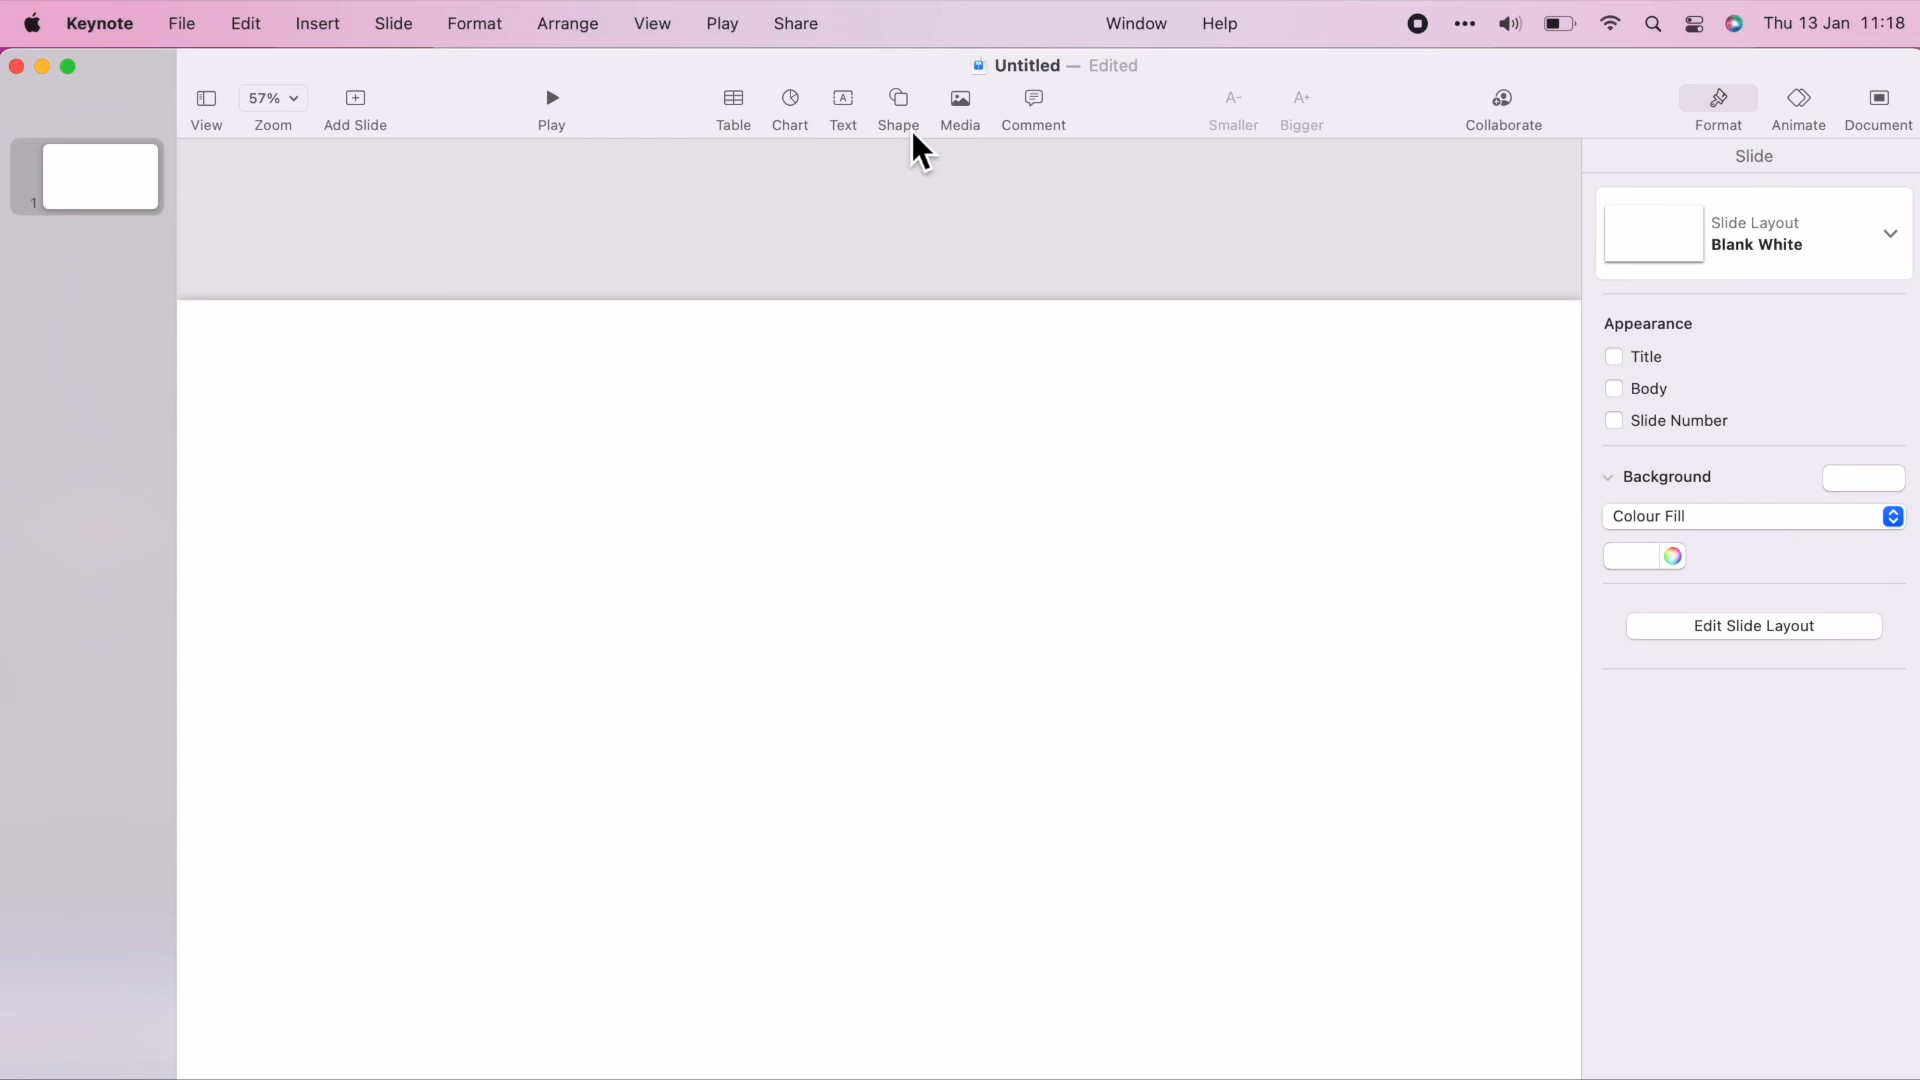 Keynote File Edit Insert Slide Format Arrange View Play Share Window Help Thu 13 Jan 11:18
Untitled — Edited
57%
View Zoom Add Slide Play Table Chart Text Shape Media Comment Smaller Bigger Collaborate Format Animate Document
1
Slide
Slide Layout
Blank White
Appearance
Title
Body
Slide Number
Background
Colour Fill
Edit Slide Layout